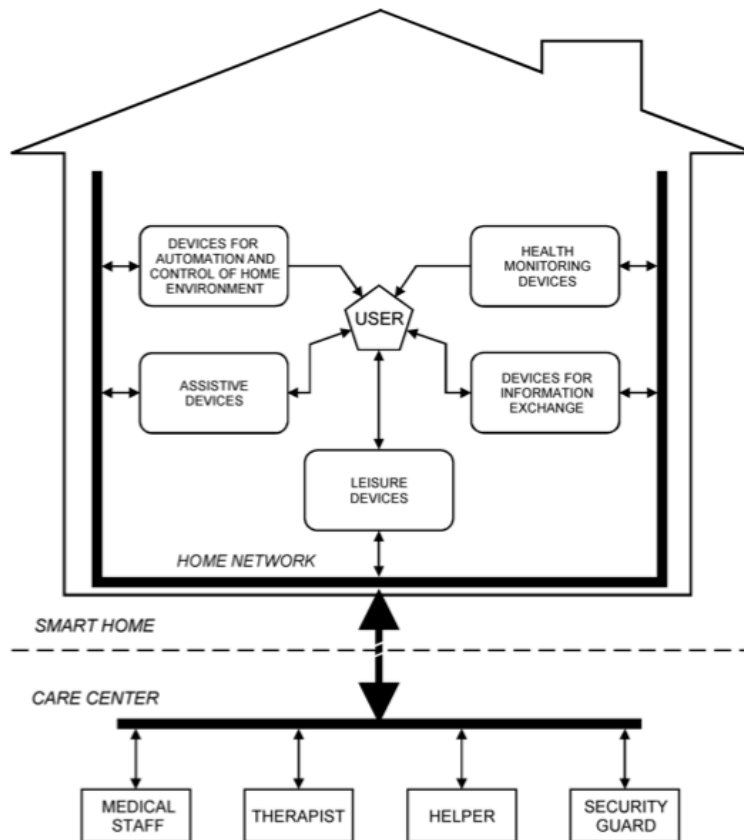 DEVICES FOR
AUTOMATION AND
CONTROL OF HOME
ENVIRONMENT
HEALTH
MONITORING
DEVICES
USER
ASSISTIVE
DEVICES
DEVICES FOR
INFORMATION
EXCHANGE
LEISURE
DEVICES
HOME NETWORK
SMART HOME
CARE CENTER
MEDICAL
STAFF
THERAPIST
HELPER
SECURITY
GUARD